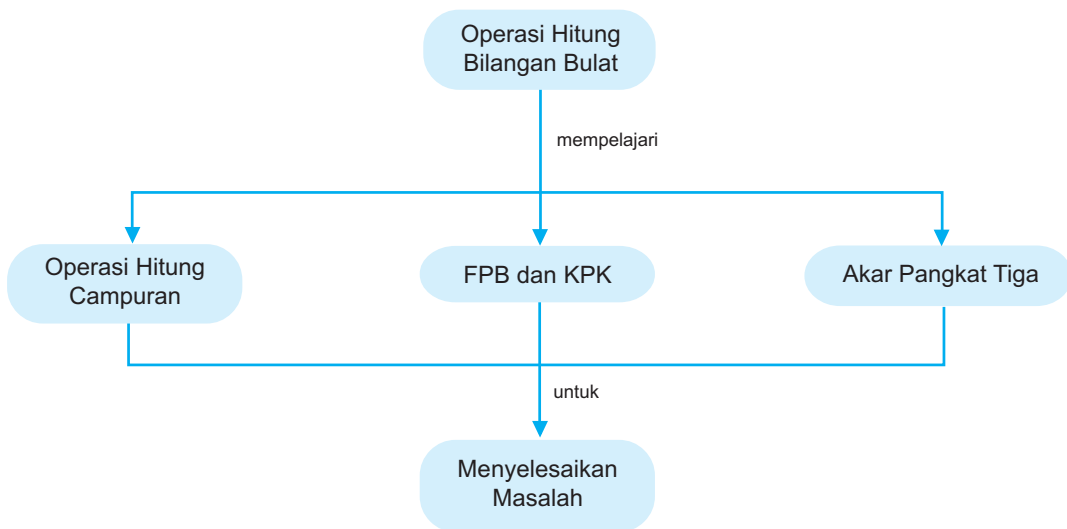 Operasi Hitung
Bilangan Bulat
mempelajari
Operasi Hitung
Campuran
FPB dan KPK
Akar Pangkat Tiga
untuk
Menyelesaikan
Masalah